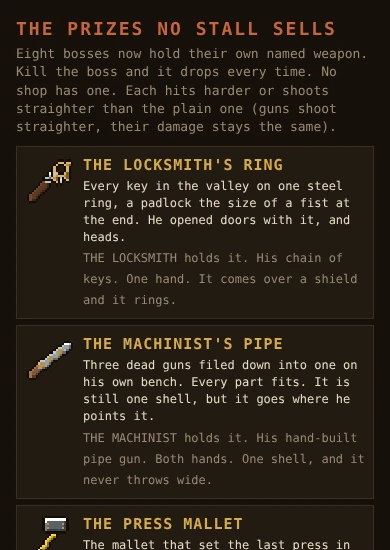 THE PRIZES NO STALL SELLS
Eight bosses now hold their own named weapon.
Kill the boss and it drops every time. No
shop has one. Each hits harder or shoots
straighter than the plain one (guns shoot
straighter, their damage stays the same).
THE LOCKSMITH'S RING
Every key in the valley on one steel
ring, a padlock the size of a fist at
the end. He opened doors with it, and
heads.
THE LOCKSMITH holds it. His chain of
keys. One hand. It comes over a shield
and it rings.
THE MACHINIST'S PIPE
Three dead guns filed down into one on
his own bench. Every part fits. It is
still one shell, but it goes where he
points it.
THE MACHINIST holds it. His hand-built
pipe gun. Both hands. One shell, and it
never throws wide.
THE PRESS MALLET
The mallet that set the last press in